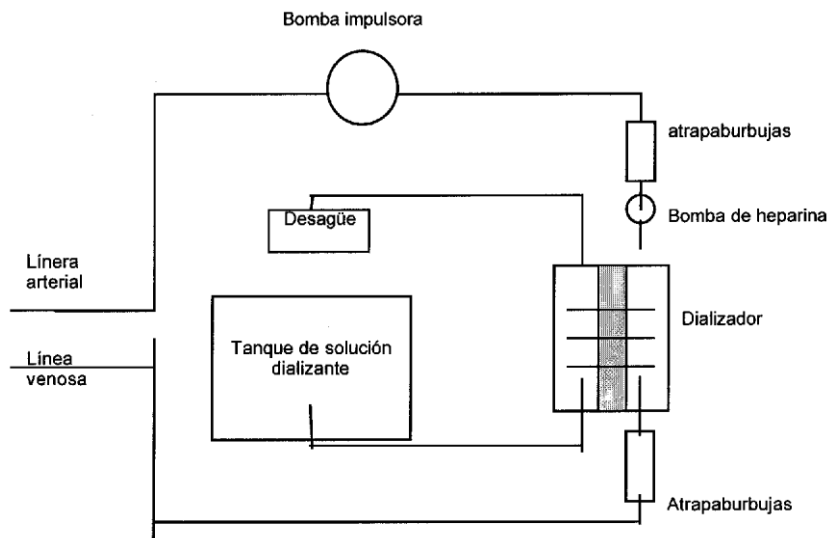 Bomba impulsora
atrapaburbujas
Bomba de heparina
Desagüe
Línera
arterial
Dializador
Tanque de solución
dializante
Línea
venosa
Atrapaburbujas